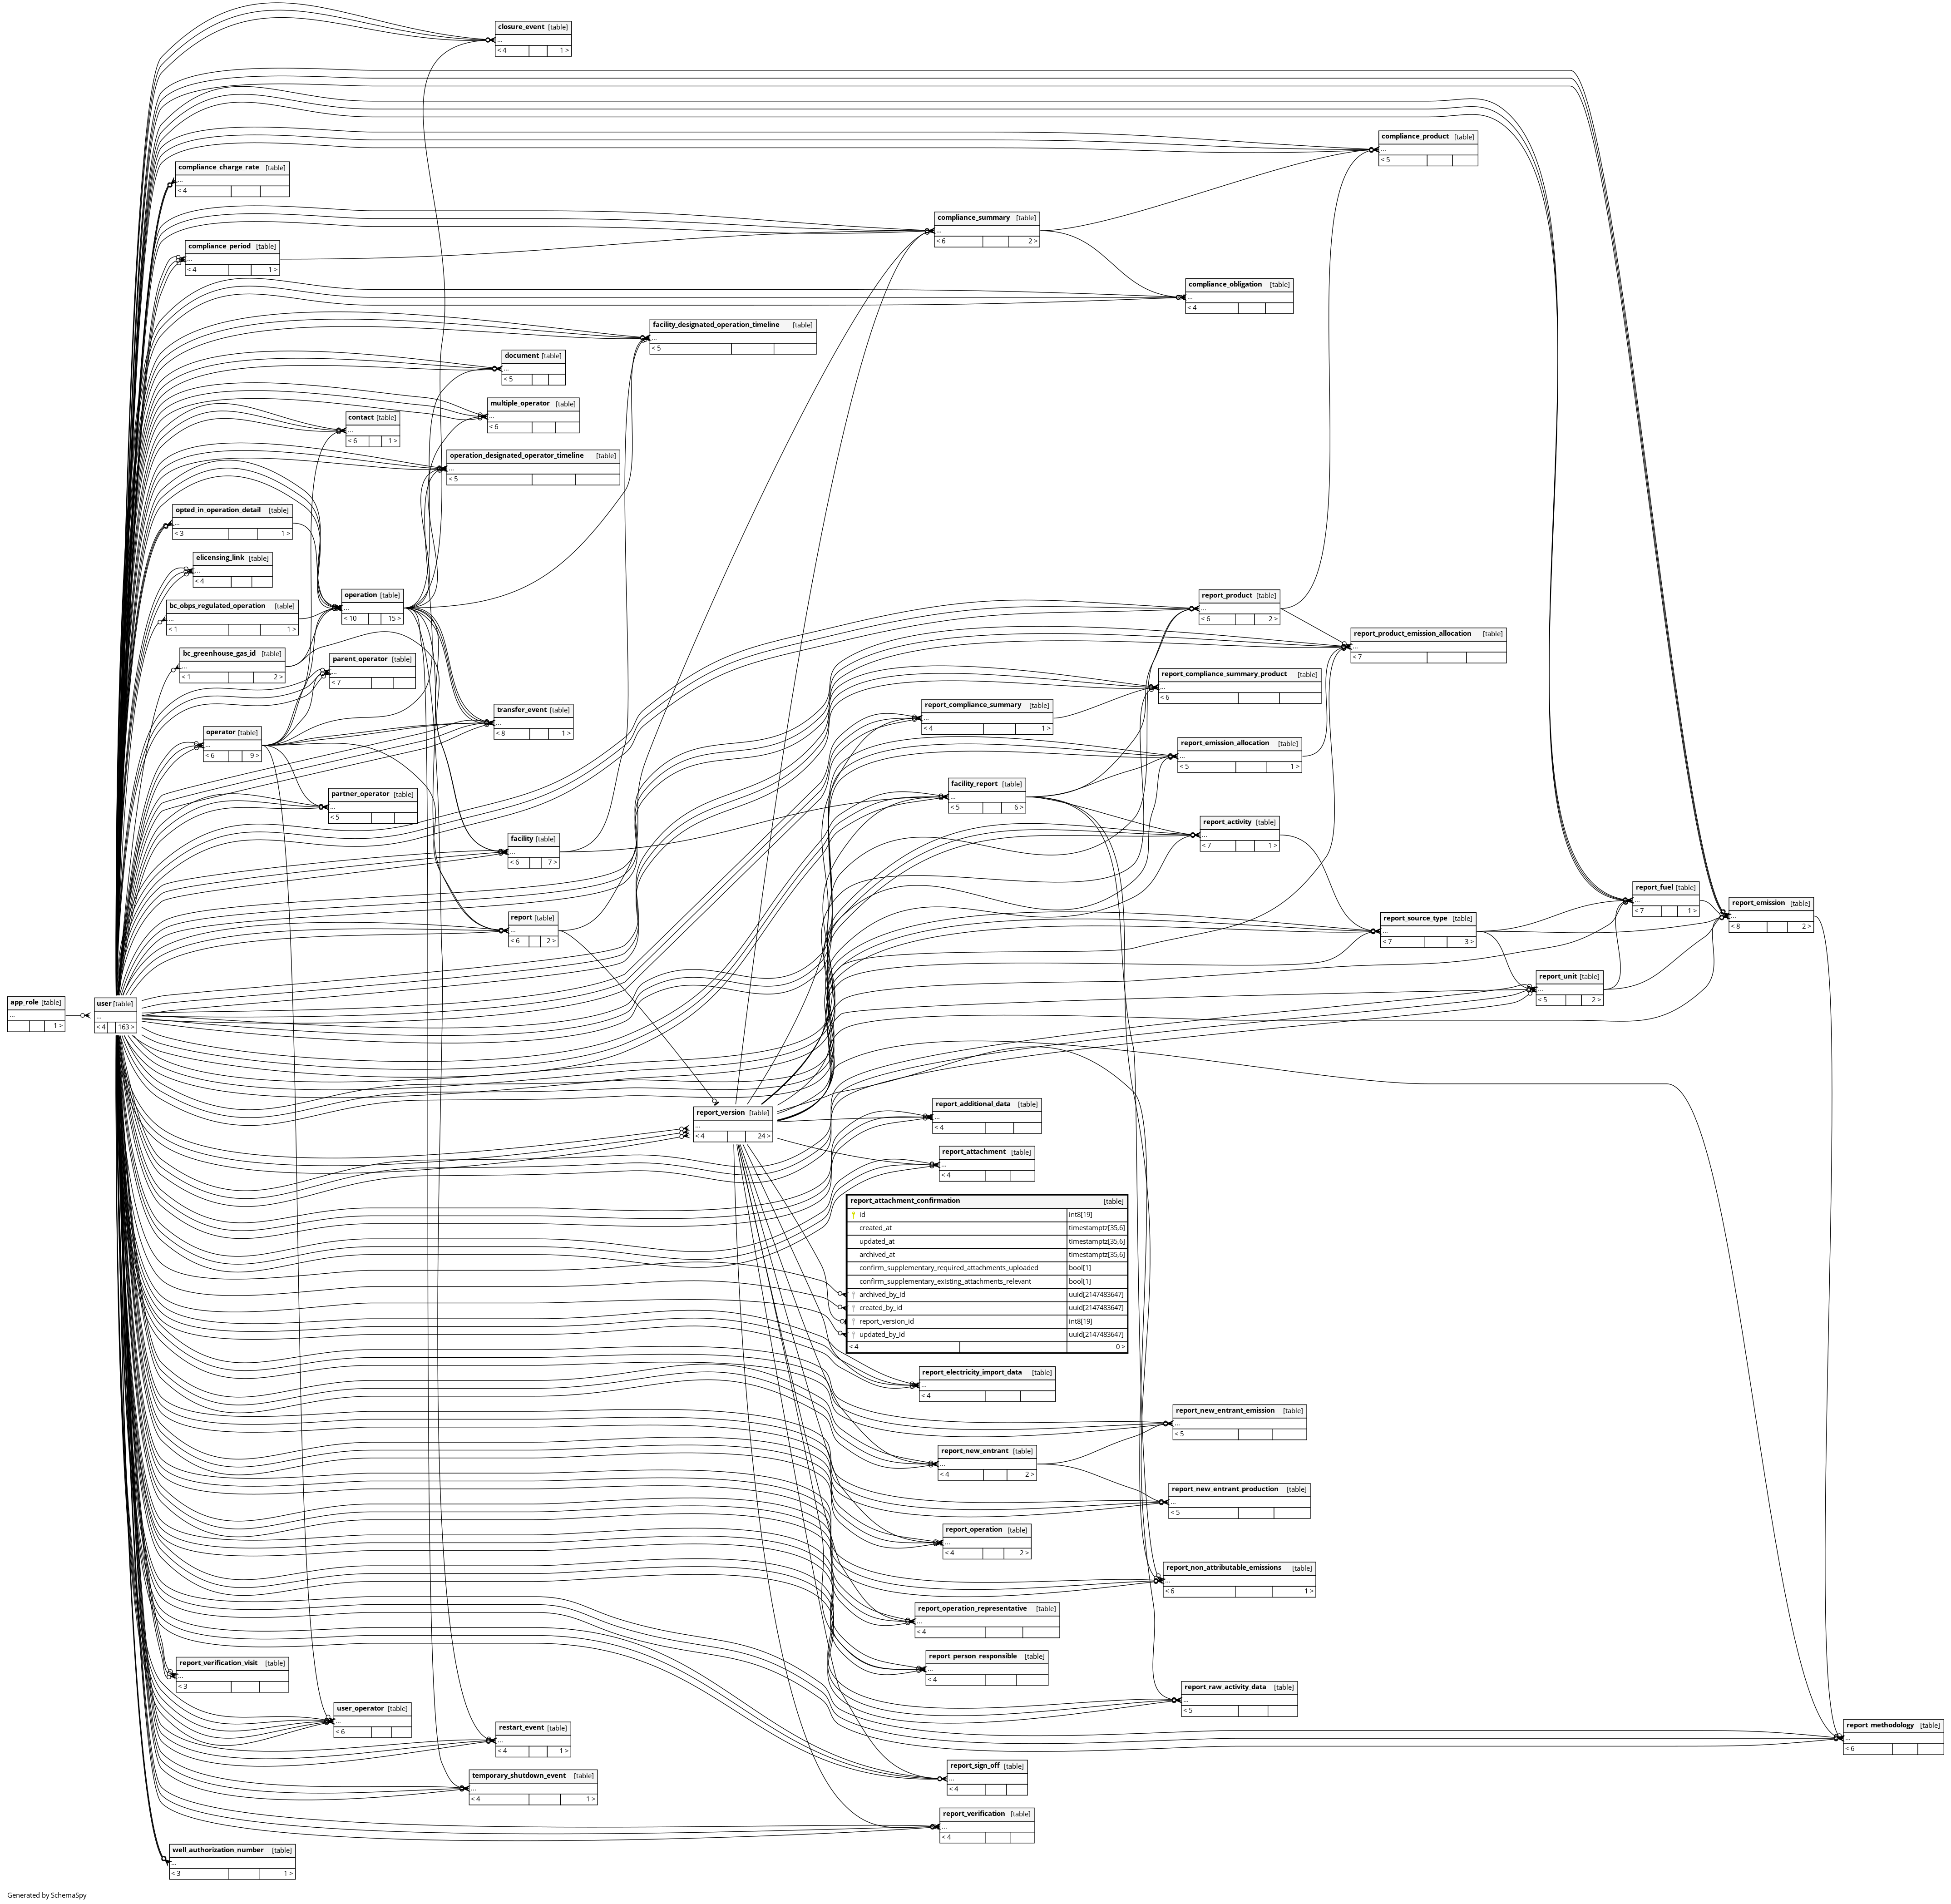 closure_event [table]
...
< 4 1 >
compliance_product [table]
...
< 5
compliance_charge_rate [table]
...
< 4
compliance_summary [table]
...
< 6 2 >
compliance_period [table]
...
< 4 1 >
compliance_obligation [table]
...
< 4
facility_designated_operation_timeline [table]
...
< 5
document [table]
...
< 5
multiple_operator [table]
...
< 6
contact [table]
...
< 6 1 >
operation_designated_operator_timeline [table]
...
< 5
opted_in_operation_detail [table]
...
< 3 1 >
elicensing_link [table]
...
< 4
operation [table]
...
< 10 15 >
report_product [table]
...
< 6 2 >
bc_obps_regulated_operation [table]
...
< 1 1 >
report_product_emission_allocation [table]
...
< 7
bc_greenhouse_gas_id [table]
...
< 1 2 >
parent_operator [table]
...
< 7
report_compliance_summary_product [table]
...
< 6
report_compliance_summary [table]
...
< 4 1 >
transfer_event [table]
...
< 8 1 >
operator [table]
...
< 6 9 >
report_emission_allocation [table]
...
< 5 1 >
facility_report [table]
...
< 5 6 >
partner_operator [table]
...
< 5
report_activity [table]
...
< 7 1 >
facility [table]
...
< 6 7 >
report_fuel [table]
...
< 7 1 >
report_emission [table]
...
< 8 2 >
report [table]
...
< 6 2 >
report_source_type [table]
...
< 7 3 >
report_unit [table]
...
< 5 2 >
app_role [table]
...
1 >
user [table]
...
< 4 163 >
report_version [table]
...
< 4 24 >
report_additional_data [table]
...
< 4
report_attachment [table]
...
< 4
report_attachment_confirmation [table]
id int8[19]
created_at timestamptz[35,6]
updated_at timestamptz[35,6]
archived_at timestamptz[35,6]
confirm_supplementary_required_attachments_uploaded bool[1]
confirm_supplementary_existing_attachments_relevant bool[1]
archived_by_id uuid[2147483647]
created_by_id uuid[2147483647]
report_version_id int8[19]
updated_by_id uuid[2147483647]
< 4 0 >
report_electricity_import_data [table]
...
< 4
report_new_entrant_emission [table]
...
< 5
report_new_entrant [table]
...
< 4 2 >
report_new_entrant_production [table]
...
< 5
report_operation [table]
...
< 4 2 >
report_non_attributable_emissions [table]
...
< 6 1 >
report_operation_representative [table]
...
< 4
report_person_responsible [table]
...
< 4
report_verification_visit [table]
...
< 3
report_raw_activity_data [table]
...
< 5
user_operator [table]
...
< 6
restart_event [table]
...
< 4 1 >
report_methodology [table]
...
< 6
report_sign_off [table]
...
< 4
temporary_shutdown_event [table]
...
< 4 1 >
report_verification [table]
...
< 4
well_authorization_number [table]
...
< 3 1 >
Generated by SchemaSpy